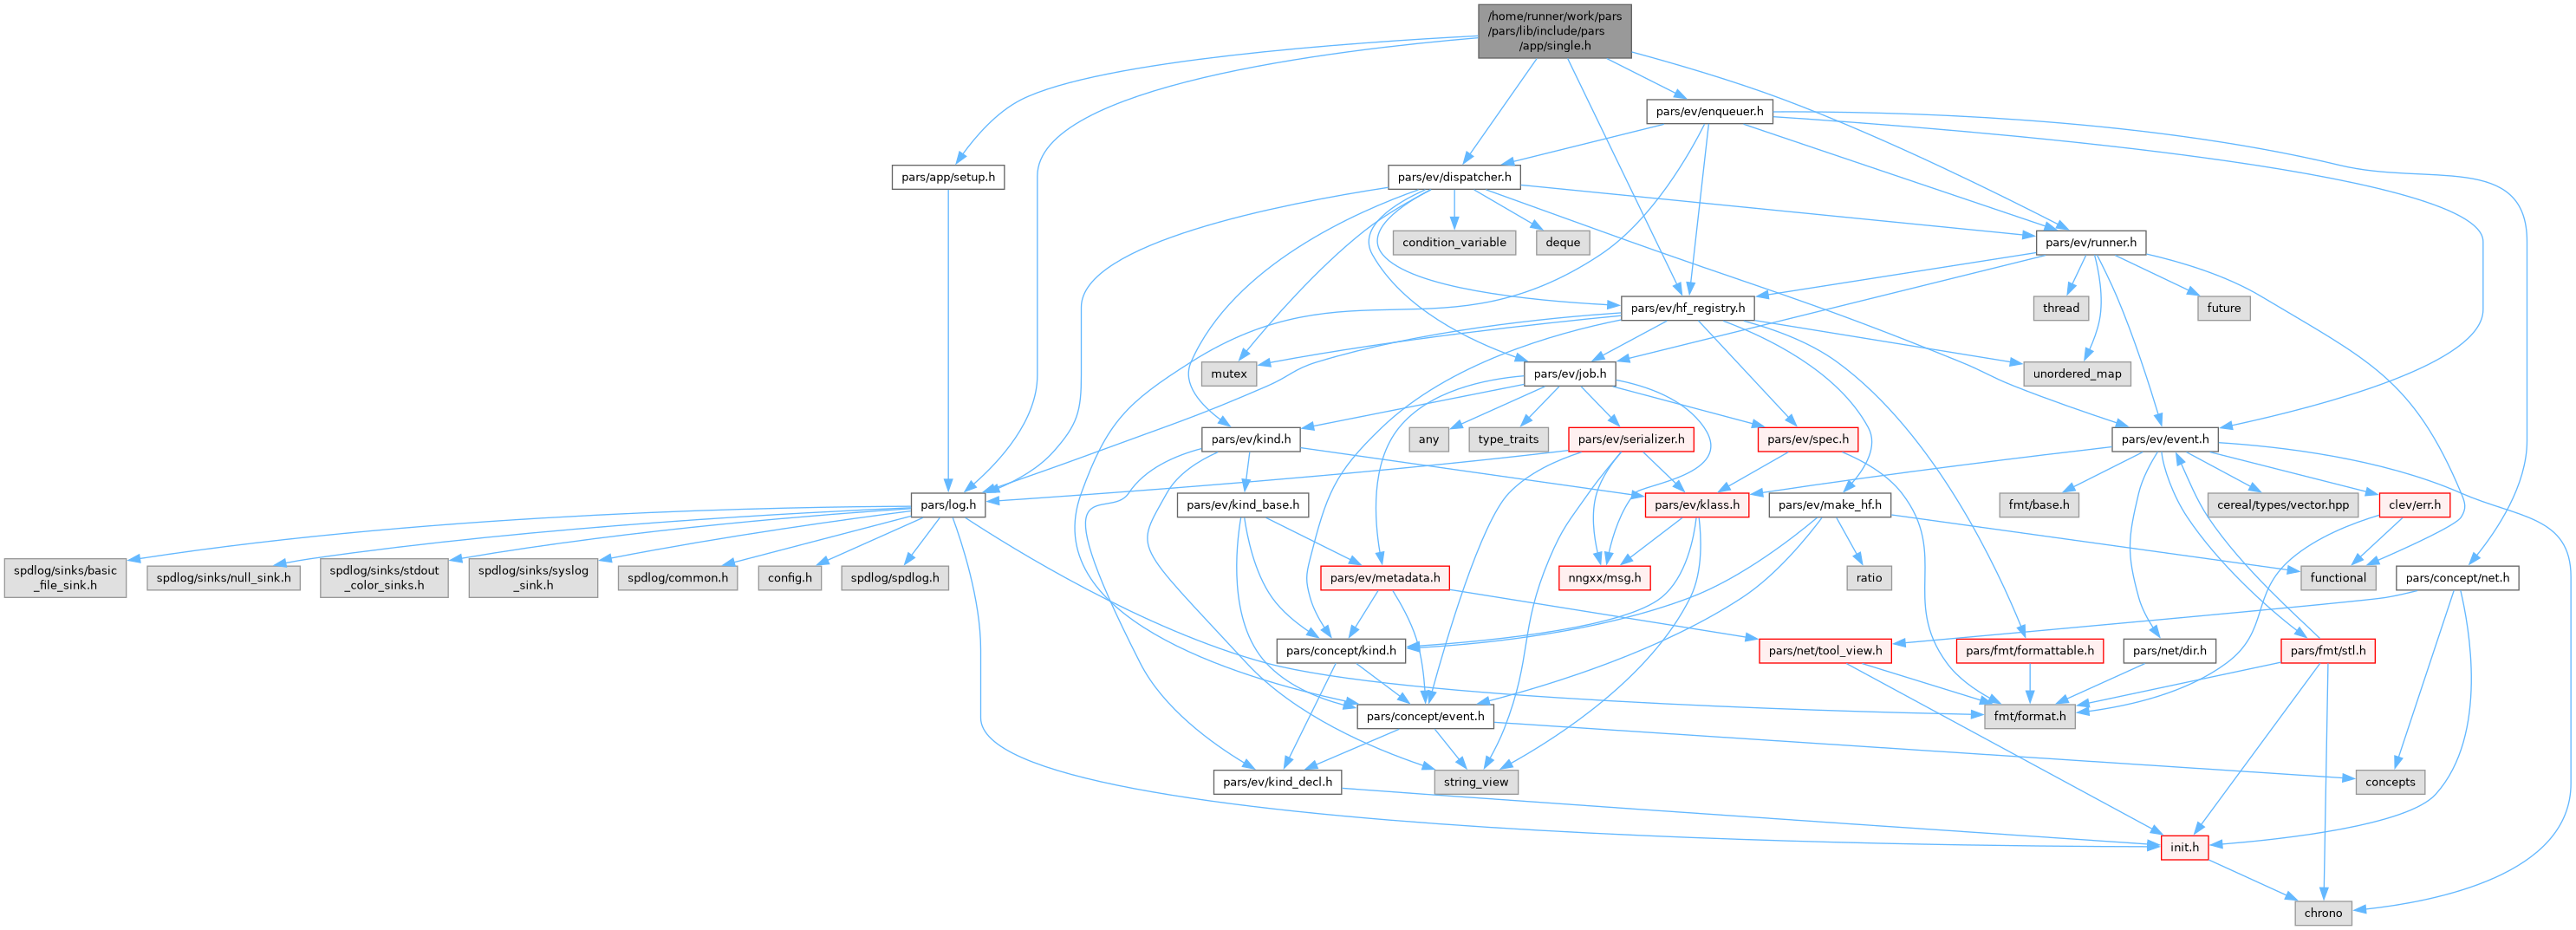 /home/runner/work/pars
/pars/lib/include/pars
/app/single.h
pars/ev/enqueuer.h
pars/app/setup.h
pars/ev/dispatcher.h
condition_variable
deque
pars/ev/runner.h
pars/ev/hf_registry.h
thread
future
mutex
pars/ev/job.h
unordered_map
pars/ev/kind.h
any
type_traits
pars/ev/serializer.h
pars/ev/spec.h
pars/ev/event.h
pars/log.h
pars/ev/kind_base.h
pars/ev/klass.h
pars/ev/make_hf.h
fmt/base.h
cereal/types/vector.hpp
clev/err.h
spdlog/sinks/basic
_file_sink.h
spdlog/sinks/null_sink.h
spdlog/sinks/stdout
_color_sinks.h
spdlog/sinks/syslog
_sink.h
spdlog/common.h
config.h
spdlog/spdlog.h
pars/ev/metadata.h
nngxx/msg.h
ratio
functional
pars/concept/net.h
pars/concept/kind.h
pars/net/tool_view.h
pars/fmt/formattable.h
pars/net/dir.h
pars/fmt/stl.h
pars/concept/event.h
fmt/format.h
pars/ev/kind_decl.h
string_view
concepts
init.h
chrono